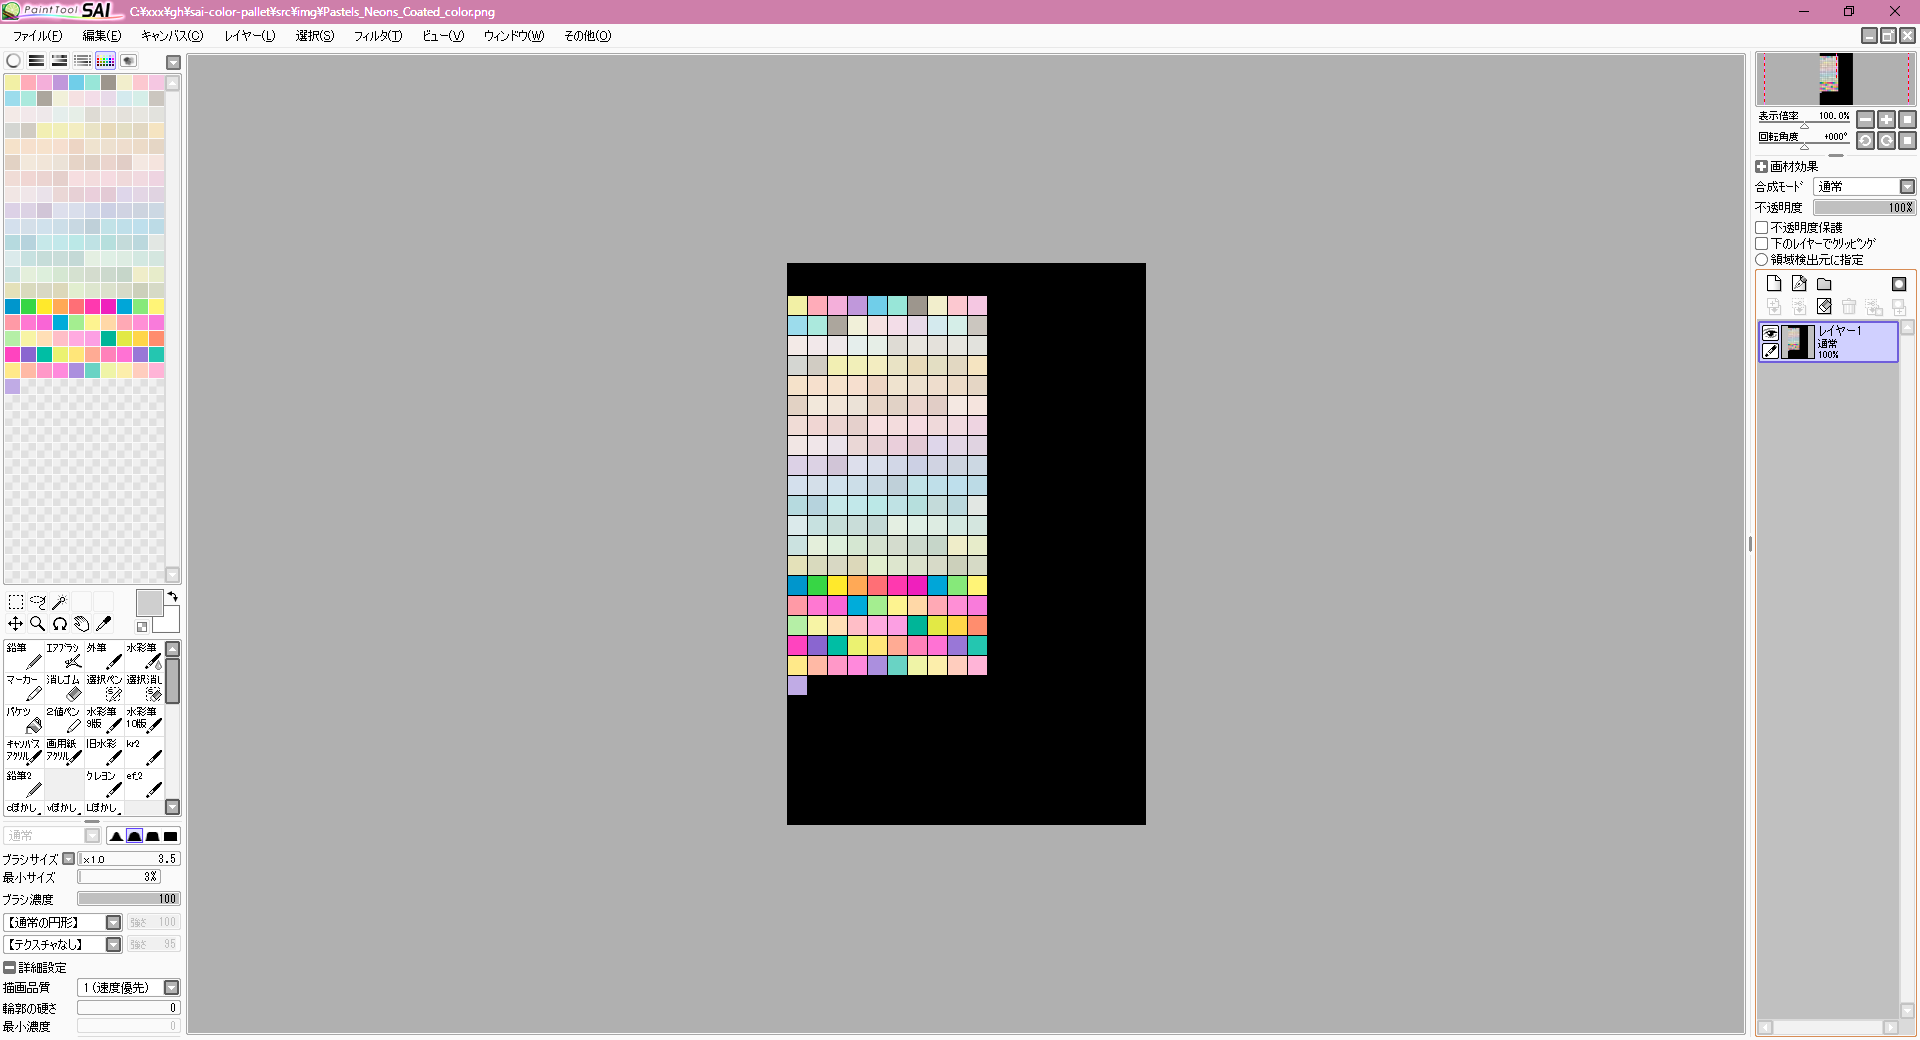 PaintTool SAI C:¥xxx¥gh¥sai-color-pallet¥src¥img¥Pastels_Neons_Coated_color.png
ファイル(F) 編集(E) キャンバス(C) レイヤー(L) 選択(S) フィルタ(T) ビュー(V) ウィンドウ(W) その他(O)
鉛筆 エアブラシ 外筆 水彩筆
マーカー 消しゴム 選択ペン 選択消し
バケツ 2値ペン 水彩筆 9版 水彩筆 10版
キャンバス アクリル 画用紙 アクリル 旧水彩 kr2
鉛筆2 クレヨン ef_2
cぼかし vぼかし Lぼかし
通常
ブラシサイズ x1.0 3.5
最小サイズ 3%
ブラシ濃度 100
【通常の円形】 強さ 100
【テクスチャなし】 強さ 95
詳細設定
描画品質 1(速度優先)
輪郭の硬さ 0
最小濃度 0
表示倍率 100.0%
回転角度 +000°
画材効果
合成モード 通常
不透明度 100%
不透明度保護
下のレイヤーでクリッピング
領域検出元に指定
レイヤー1
通常
100%